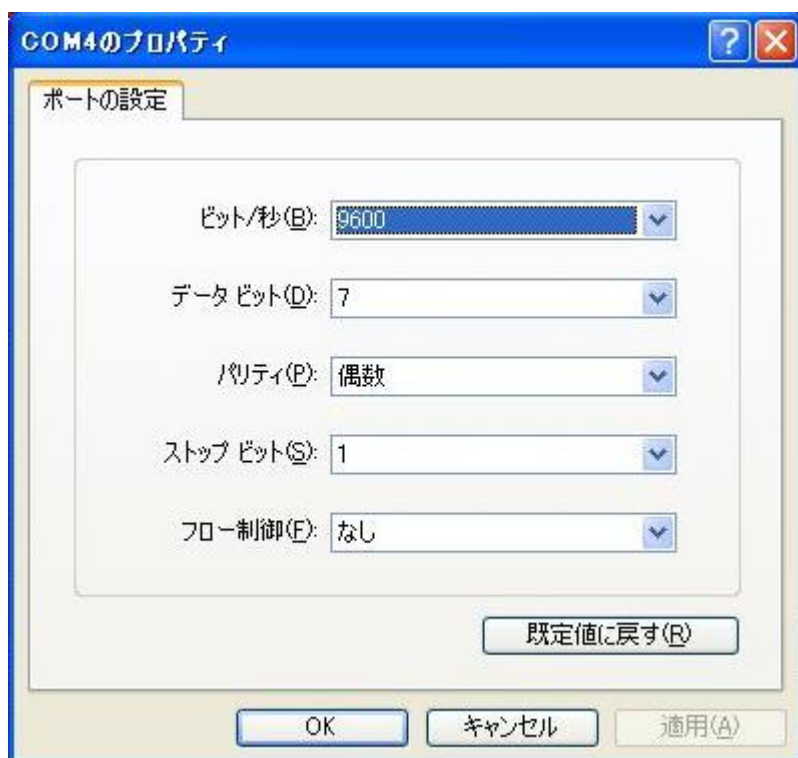 COM4のプロパティ
ポートの設定
ビット/秒(B): 9600
データ ビット(D): 7
パリティ(P): 偶数
ストップ ビット(S): 1
フロー制御(F): なし
既定値に戻す(R)
OK キャンセル 適用(A)